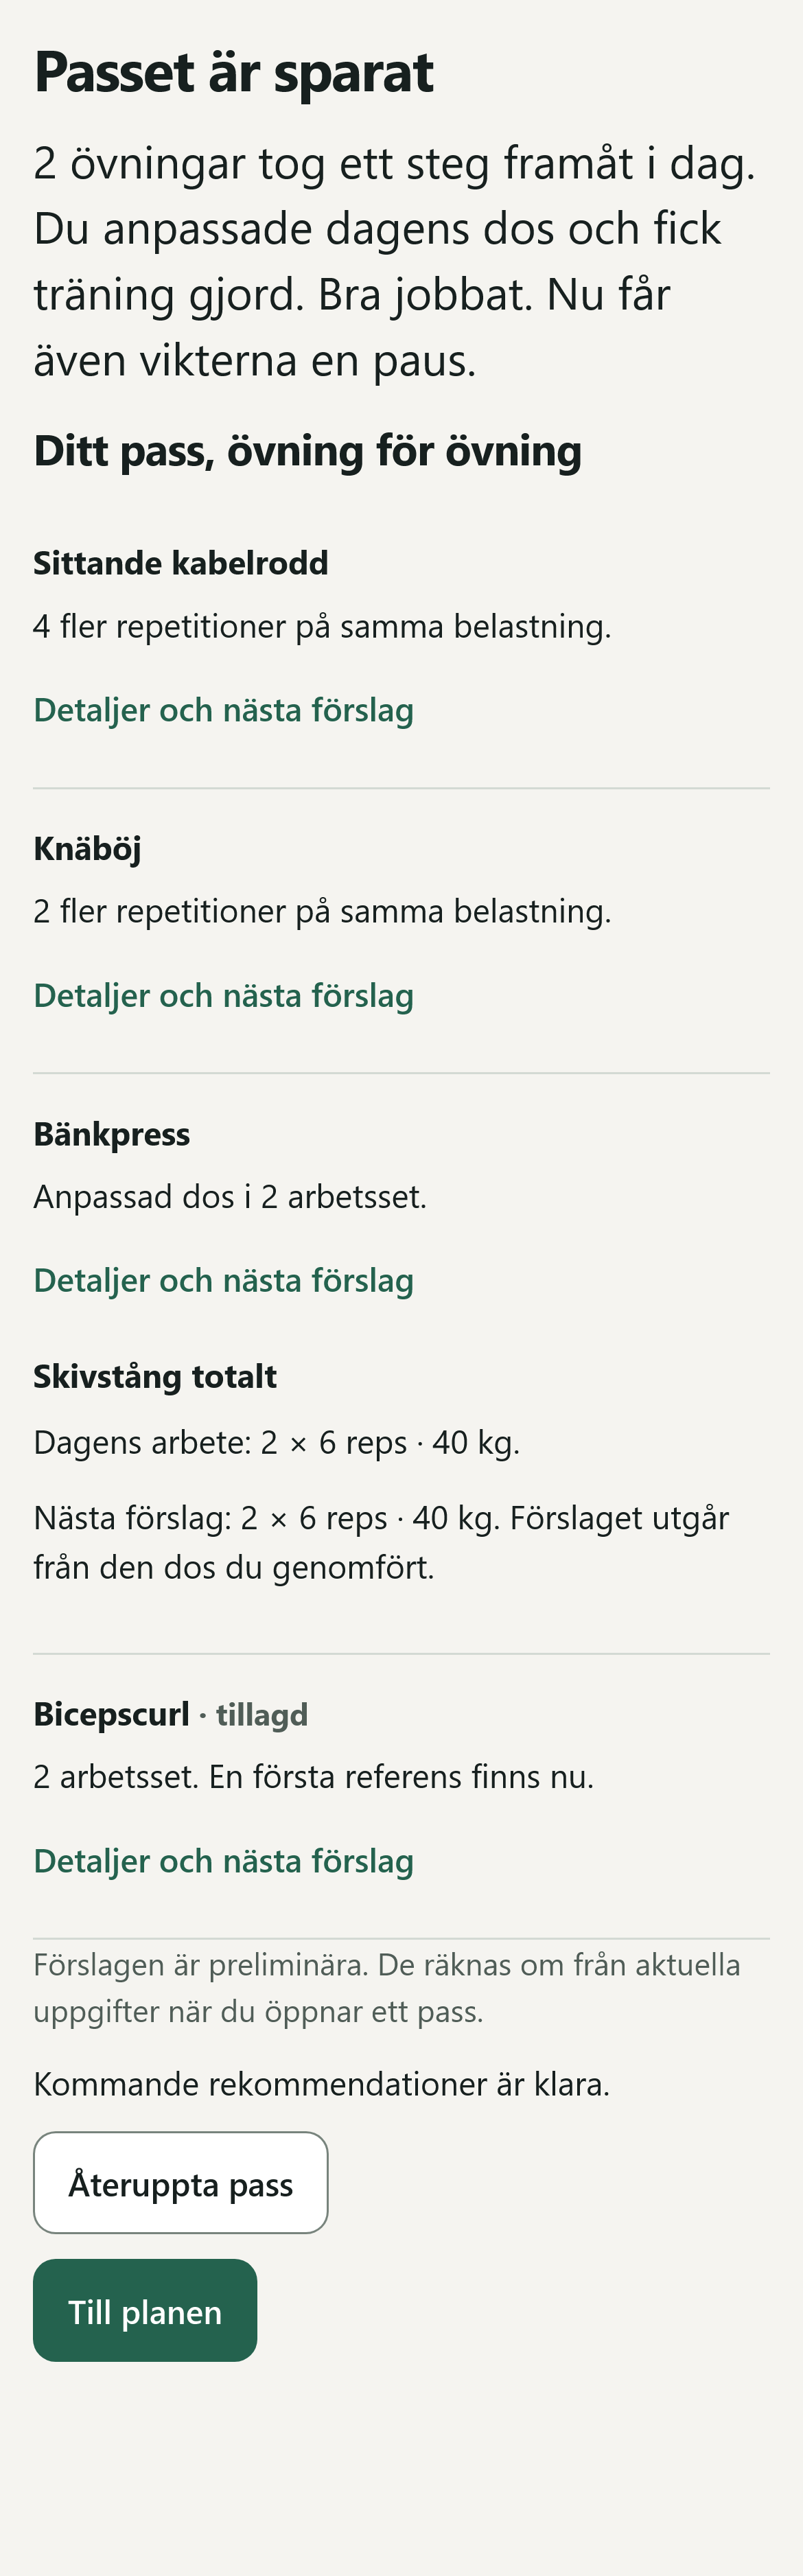 Passet är sparat
2 övningar tog ett steg framåt i dag.
Du anpassade dagens dos och fick
träning gjord. Bra jobbat. Nu får
även vikterna en paus.
Ditt pass, övning för övning
Sittande kabelrodd
4 fler repetitioner på samma belastning.
Detaljer och nästa förslag
Knäböj
2 fler repetitioner på samma belastning.
Detaljer och nästa förslag
Bänkpress
Anpassad dos i 2 arbetsset.
Detaljer och nästa förslag
Skivstång totalt
Dagens arbete: 2 × 6 reps · 40 kg.
Nästa förslag: 2 × 6 reps · 40 kg. Förslaget utgår
från den dos du genomfört.
Bicepscurl · tillagd
2 arbetsset. En första referens finns nu.
Detaljer och nästa förslag
Förslagen är preliminära. De räknas om från aktuella
uppgifter när du öppnar ett pass.
Kommande rekommendationer är klara.
Återuppta pass
Till planen